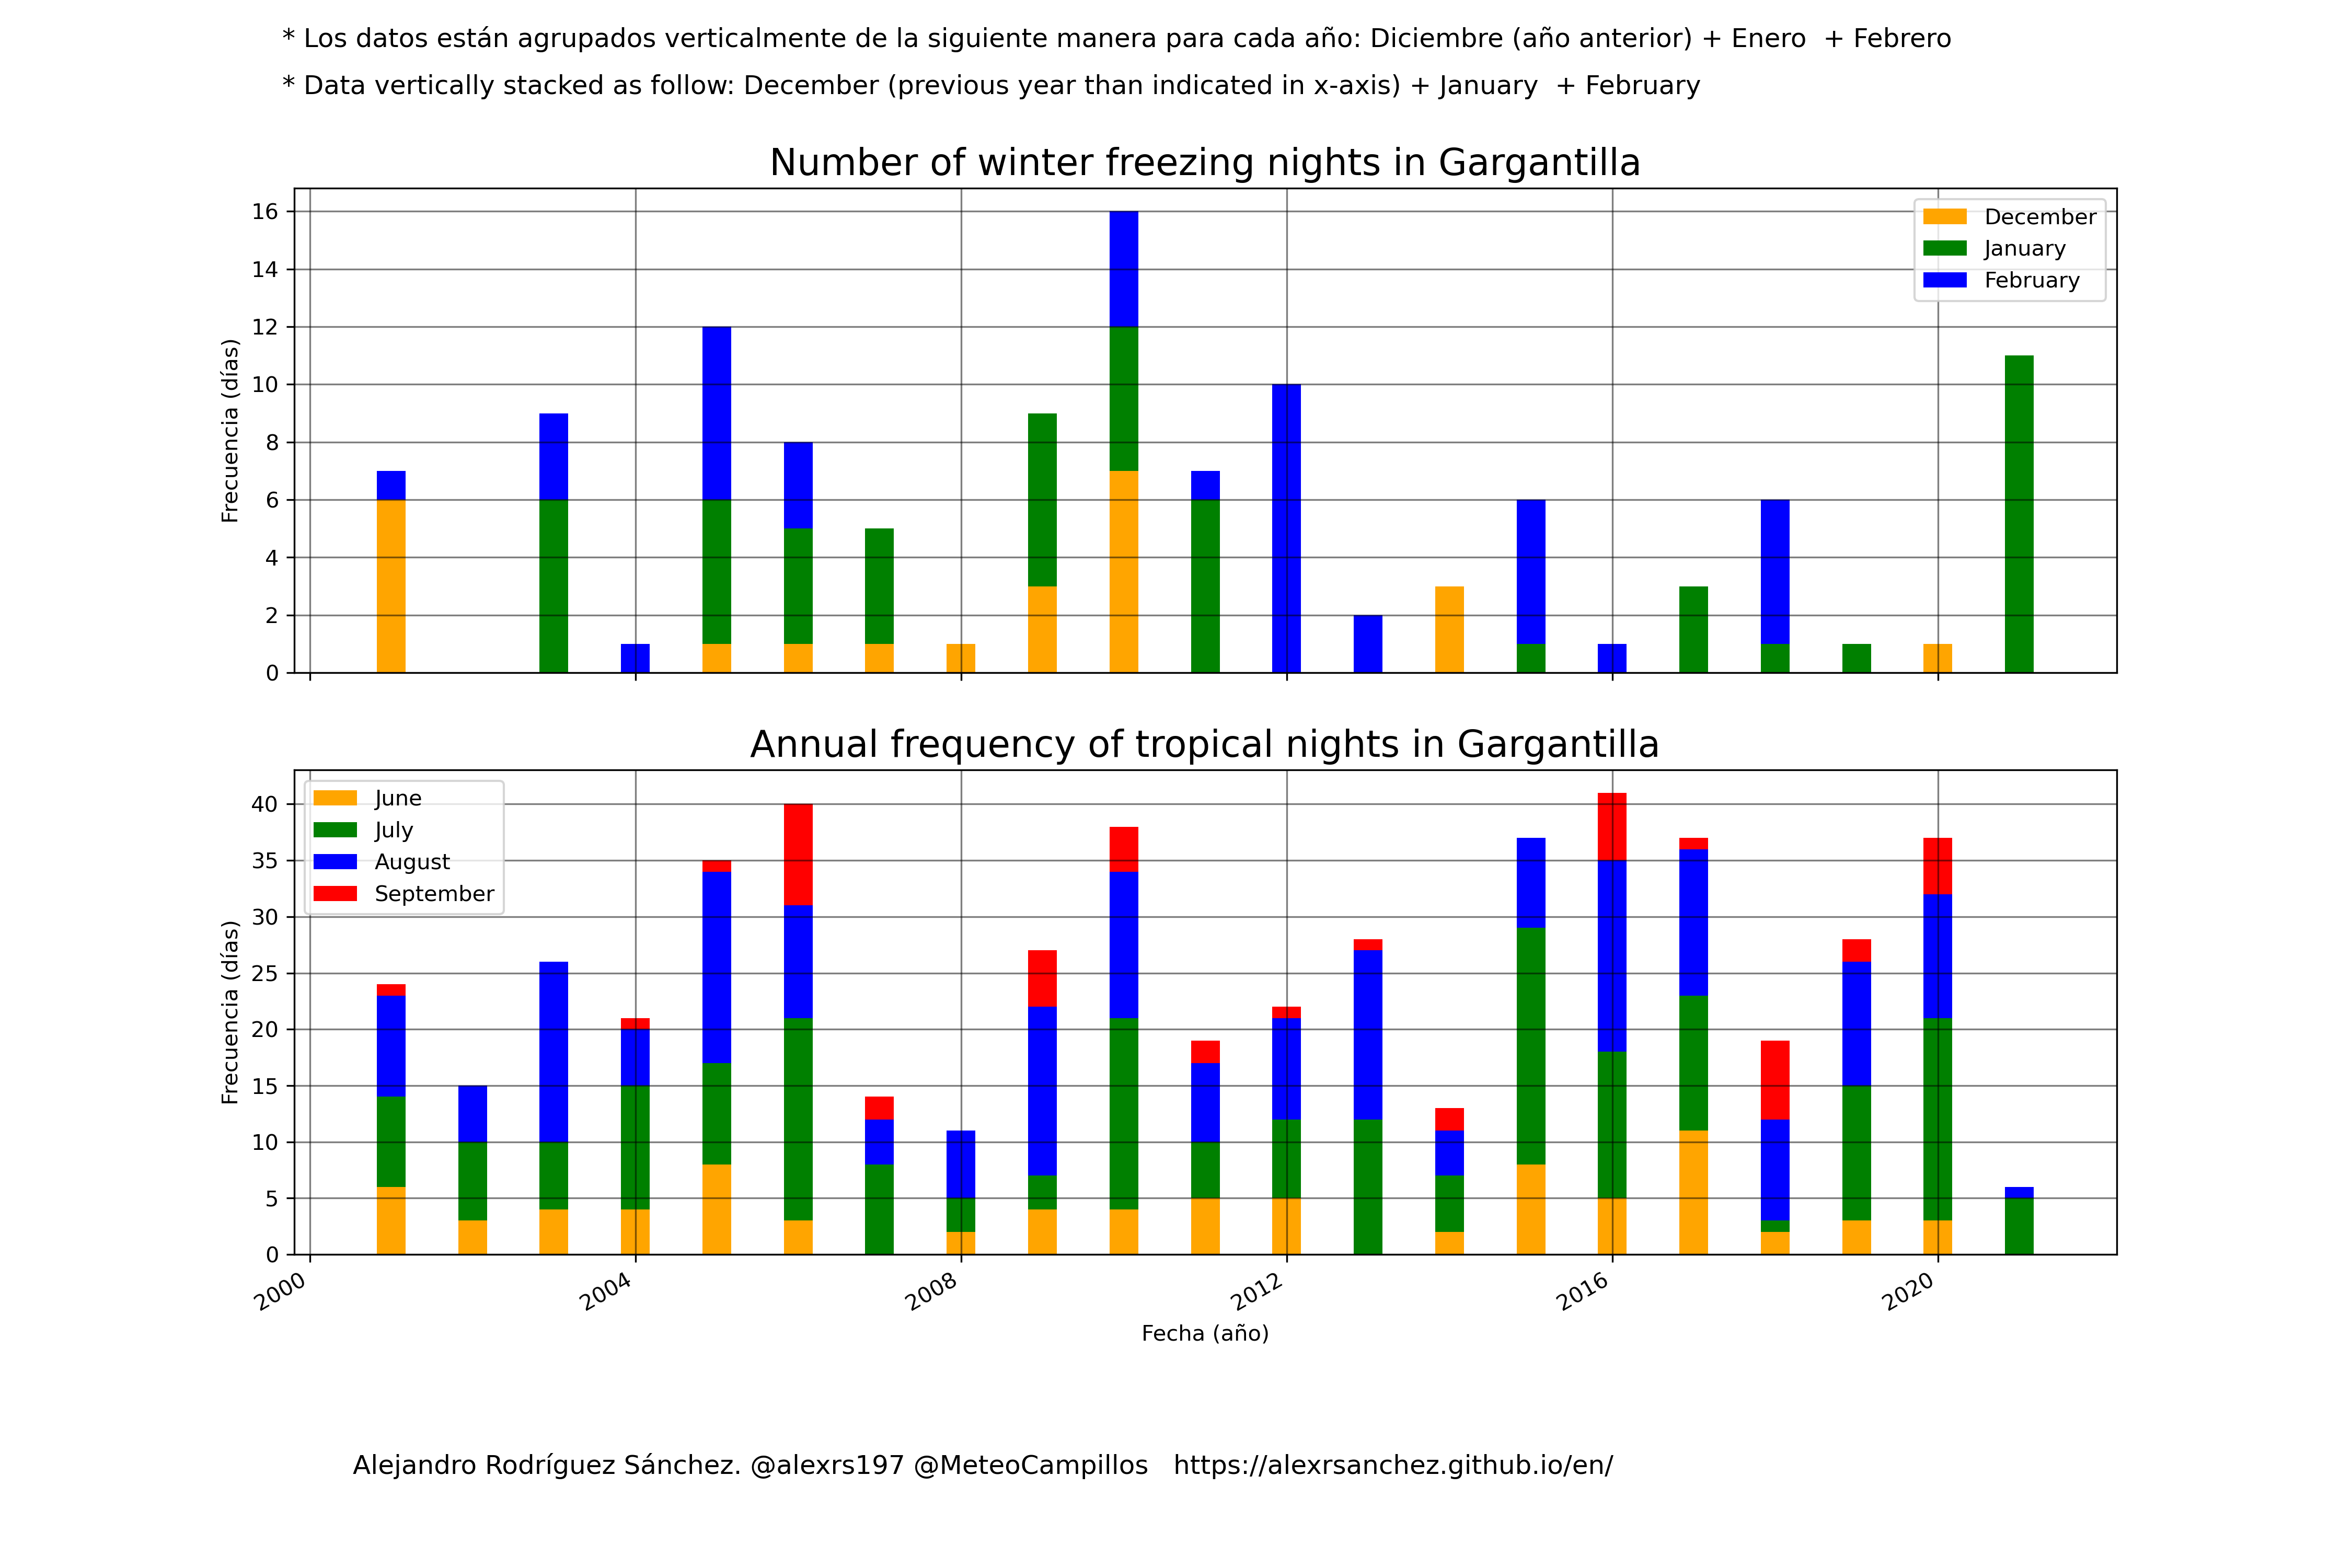 * Los datos están agrupados verticalmente de la siguiente manera para cada año: Diciembre (año anterior) + Enero  + Febrero
* Data vertically stacked as follow: December (previous year than indicated in x-axis) + January  + February
Number of winter freezing nights in Gargantilla
16
14
12
10
8
6
4
2
0
Frecuencia (días)
December
January
February
Annual frequency of tropical nights in Gargantilla
40
35
30
25
20
15
10
5
0
Frecuencia (días)
June
July
August
September
2000
2004
2008
2012
2016
2020
Fecha (año)
Alejandro Rodríguez Sánchez. @alexrs197 @MeteoCampillos   https://alexrsanchez.github.io/en/